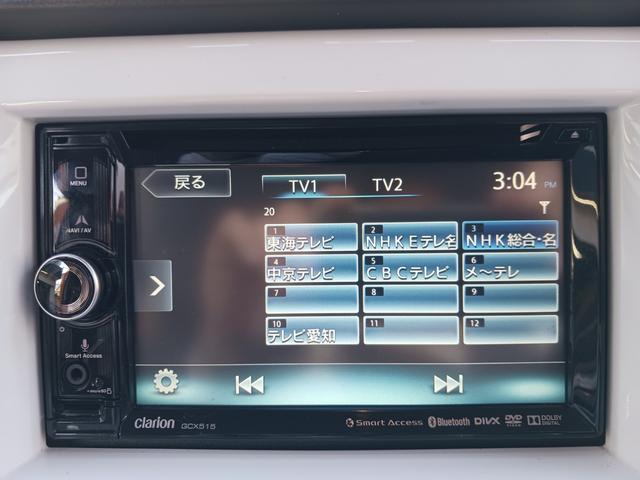 MENU
NAVI/AV
Smart Access
micro SD
戻る
TV1 TV2 3:04 PM
20
1 東海テレビ 2 NHKEテレ名 3 NHK総合・名
4 中京テレビ 5 CBCテレビ 6 メ〜テレ
7 8 9
10 テレビ愛知 11 12
clarion GCX515
Smart Access Bluetooth DIVX DVD VIDEO DOLBY DIGITAL